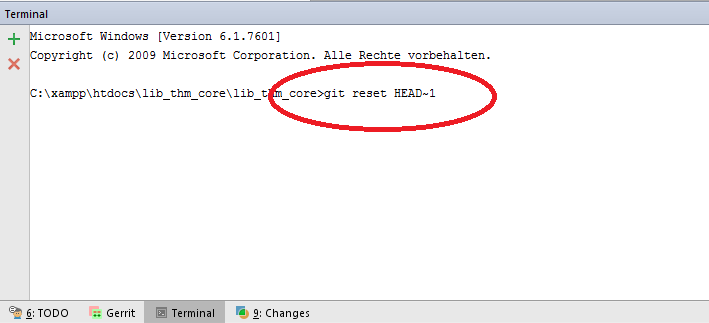 Terminal
Microsoft Windows [Version 6.1.7601]
Copyright (c) 2009 Microsoft Corporation. Alle Rechte vorbehalten.
C:\xampp\htdocs\lib_thm_core\lib_thm_core>git reset HEAD~1
6: TODO
Gerrit
Terminal
9: Changes